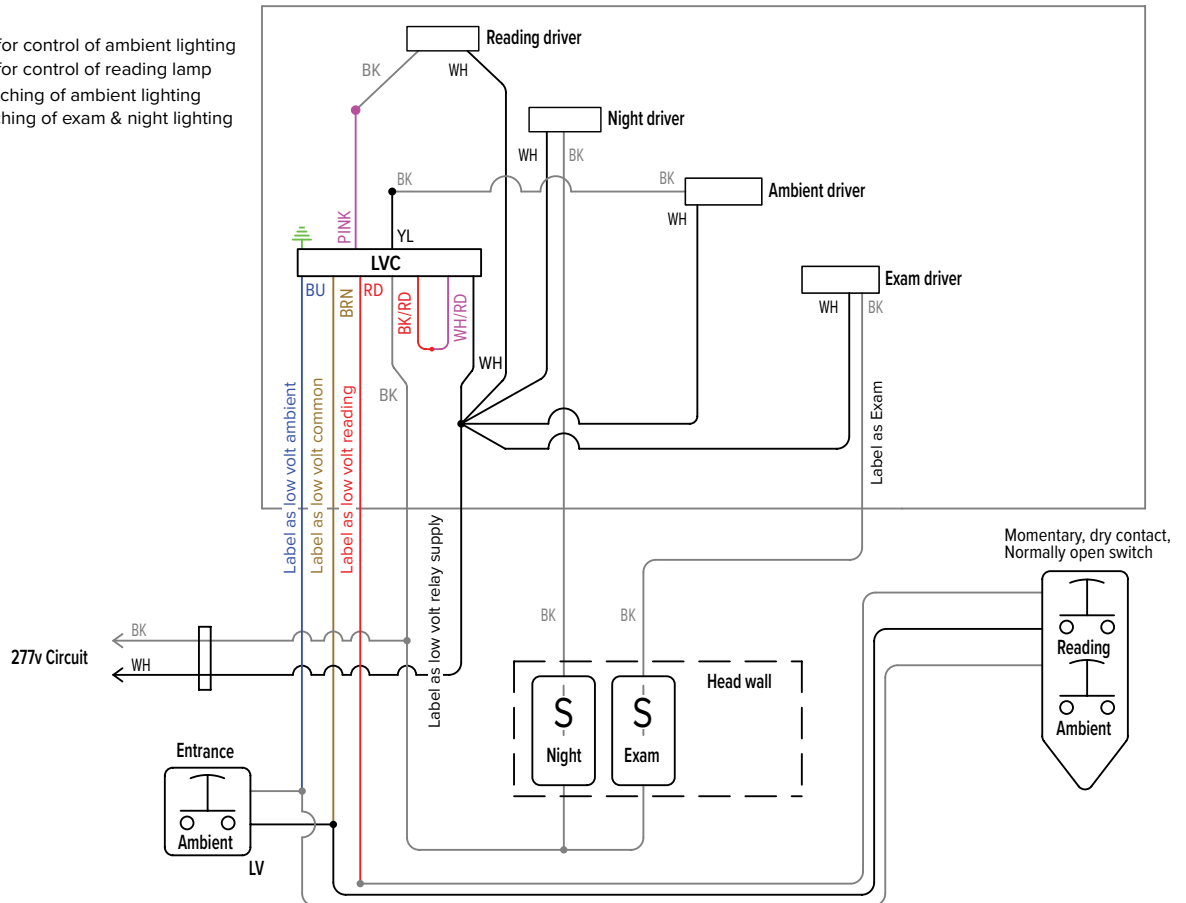 for control of ambient lighting
for control of reading lamp
ching of ambient lighting
hing of exam & night lighting
Reading driver
BK
WH
Night driver
WH
BK
BK
BK
Ambient driver
WH
PINK
YL
LVC
Exam driver
WH
BK
BU
BRN
RD
BK/RD
WH/RD
WH
BK
Label as low volt ambient
Label as low volt common
Label as low volt reading
Label as Exam
Label as low volt relay supply
Momentary, dry contact,
Normally open switch
BK
BK
BK
277v Circuit
WH
Reading
Head wall
S
S
Night
Exam
Ambient
Entrance
Ambient
LV